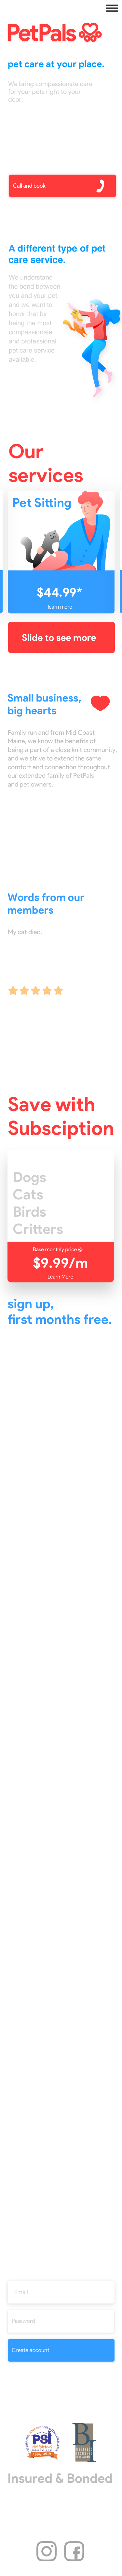 PetPals
pet care at your place.
We bring compassionate care
for your pets right to your
door.
Call and book
A different type of pet
care service.
We understand
the bond between
you and your pet,
and we want to
honor that by
being the most
compassionate
and professional
pet care service
available.
Our
services
Pet Sitting
$44.99*
learn more
Slide to see more
Small business,
big hearts
Family run and from Mid Coast
Maine, we know the benefits of
being a part of a close knit community,
and we strive to extend the same
comfort and connection throughout
our extended family of PetPals
and pet owners.
Words from our
members
My cat died.
Save with
Subsciption
Dogs
Cats
Birds
Critters
Base monthly price @
$9.99/m
Learn More
sign up,
first months free.
Email
Password
Create account
PSI
B
I
Insured & Bonded